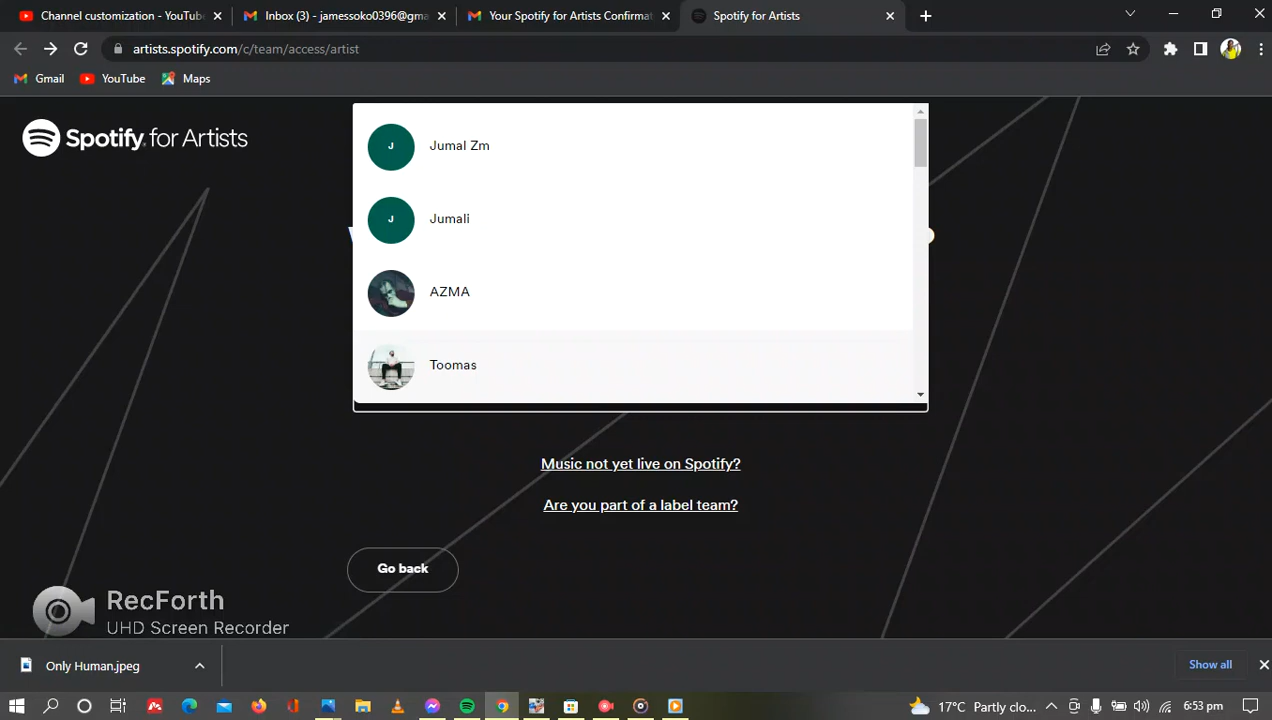 Channel customization - YouTube
Inbox (3) - jamessoko0396@gma
Your Spotify for Artists Confirmat
Spotify for Artists
artists.spotify.com/c/team/access/artist
Gmail
YouTube
Maps
Spotify for Artists
J
Jumal Zm
J
Jumali
AZMA
Toomas
Music not yet live on Spotify?
Are you part of a label team?
Go back
RecForth
UHD Screen Recorder
Only Human.jpeg
Show all
17°C Partly clo...
6:53 pm